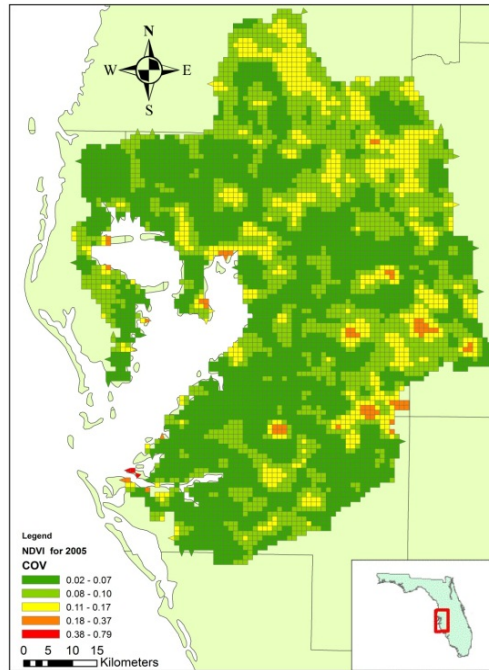 N
W E
S
Legend
NDVI for 2005
COV
0.02 - 0.07
0.08 - 0.10
0.11 - 0.17
0.18 - 0.37
0.38 - 0.79
0 5 10 15
Kilometers